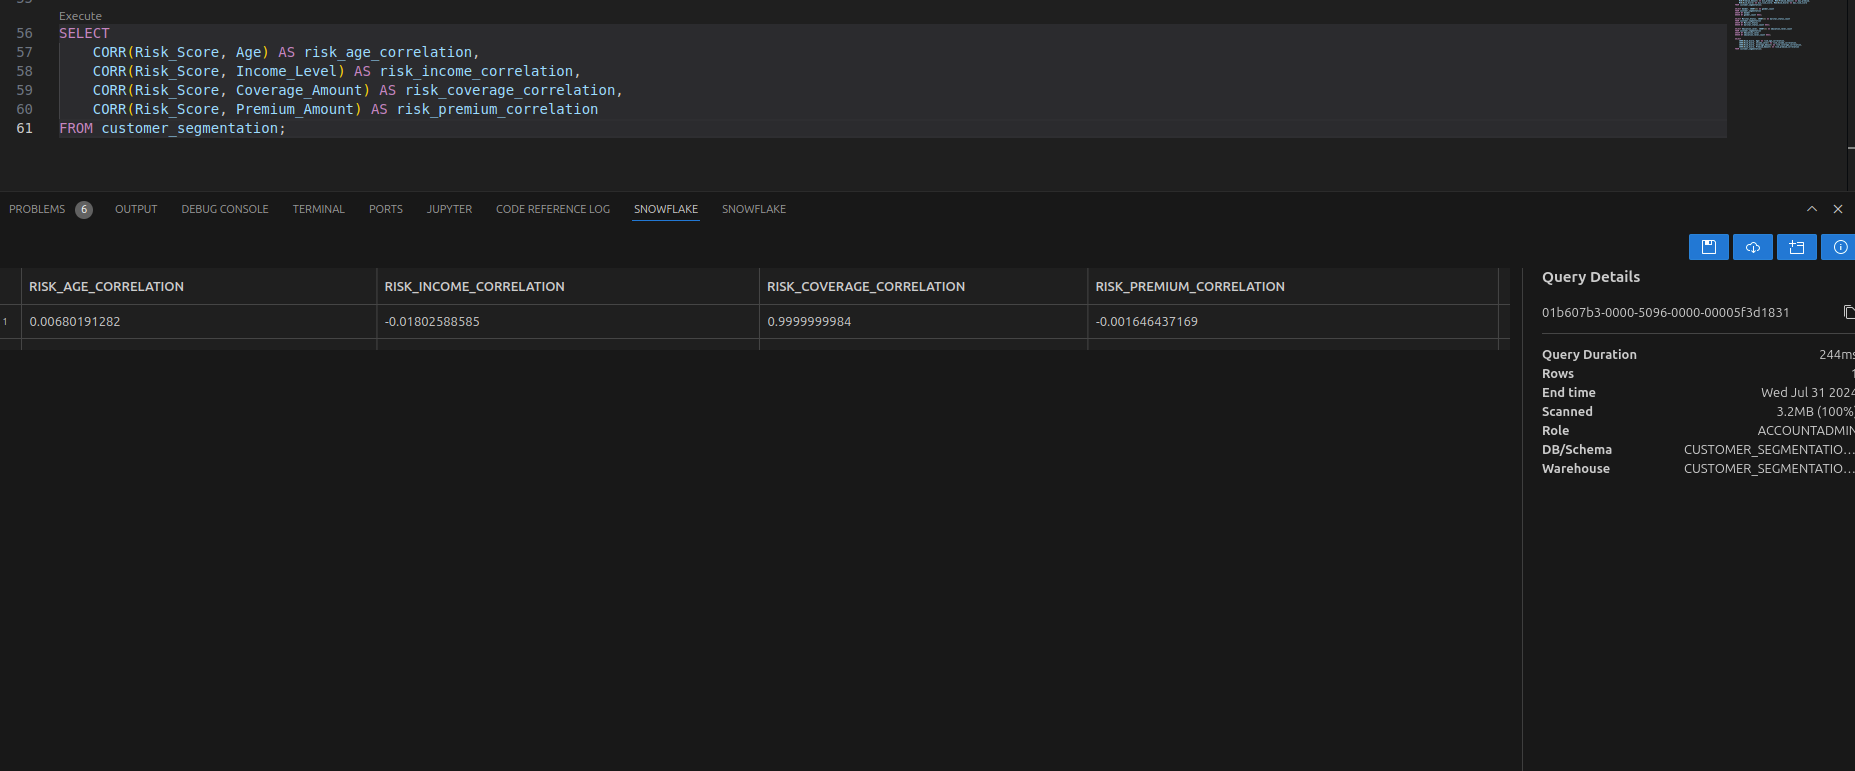 Execute
56 SELECT
57 CORR(Risk_Score, Age) AS risk_age_correlation,
58 CORR(Risk_Score, Income_Level) AS risk_income_correlation,
59 CORR(Risk_Score, Coverage_Amount) AS risk_coverage_correlation,
60 CORR(Risk_Score, Premium_Amount) AS risk_premium_correlation
61 FROM customer_segmentation;
PROBLEMS 6 OUTPUT DEBUG CONSOLE TERMINAL PORTS JUPYTER CODE REFERENCE LOG SNOWFLAKE SNOWFLAKE
RISK_AGE_CORRELATION RISK_INCOME_CORRELATION RISK_COVERAGE_CORRELATION RISK_PREMIUM_CORRELATION
1 0.00680191282 -0.01802588585 0.9999999984 -0.001646437169
Query Details
01b607b3-0000-5096-0000-00005f3d1831
Query Duration 244ms
Rows 1
End time Wed Jul 31 2024
Scanned 3.2MB (100%)
Role ACCOUNTADMIN
DB/Schema CUSTOMER_SEGMENTATIO...
Warehouse CUSTOMER_SEGMENTATIO...